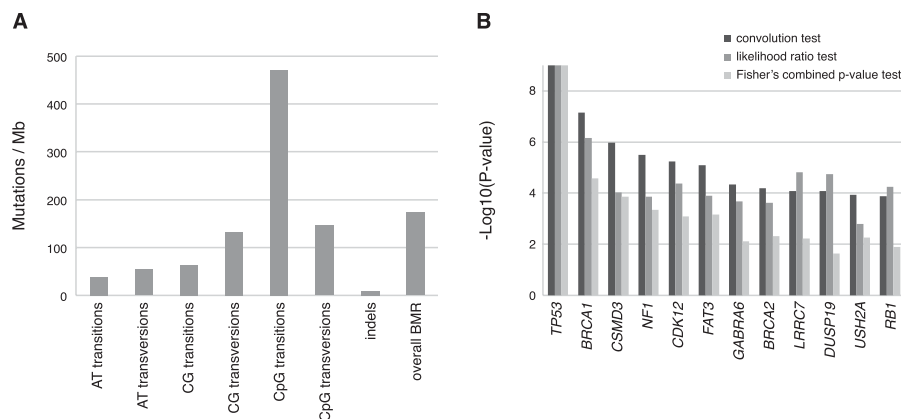 A
Mutations / Mb
500
400
300
200
100
0
AT transitions
AT transversions
CG transitions
CG transversions
CpG transitions
CpG transversions
indels
overall BMR
B
convolution test
likelihood ratio test
Fisher's combined p-value test
-Log10(P-value)
8
6
4
2
0
TP53
BRCA1
CSMD3
NF1
CDK12
FAT3
GABRA6
BRCA2
LRRC7
DUSP19
USH2A
RB1